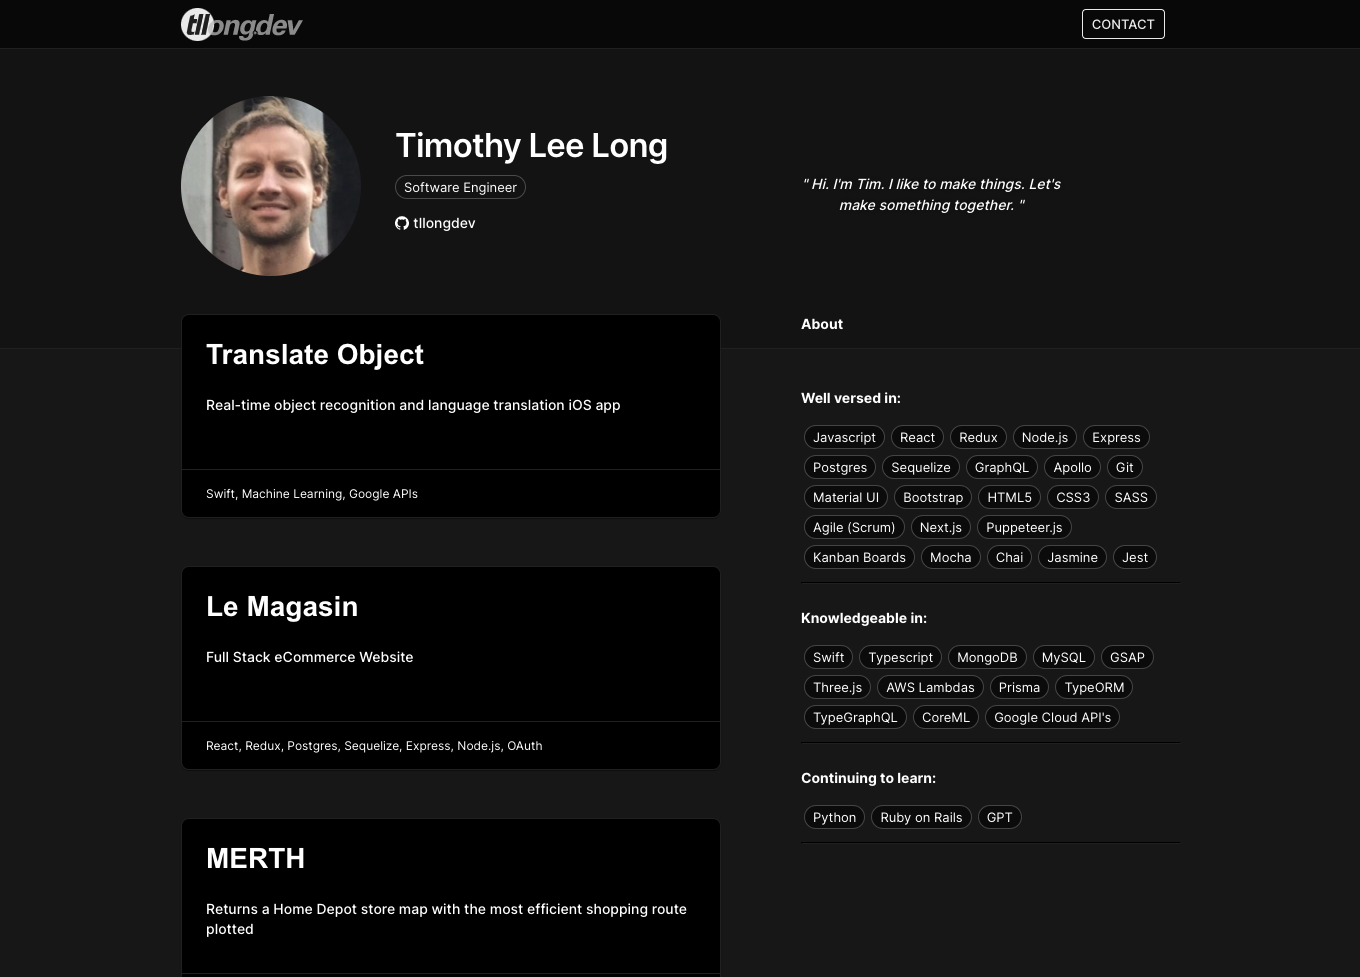 tllongdev
CONTACT
Timothy Lee Long
Software Engineer
tllongdev
" Hi. I'm Tim. I like to make things. Let's
make something together. "
Translate Object
Real-time object recognition and language translation iOS app
Swift, Machine Learning, Google APIs
Le Magasin
Full Stack eCommerce Website
React, Redux, Postgres, Sequelize, Express, Node.js, OAuth
MERTH
Returns a Home Depot store map with the most efficient shopping route
plotted
About
Well versed in:
Javascript React Redux Node.js Express
Postgres Sequelize GraphQL Apollo Git
Material UI Bootstrap HTML5 CSS3 SASS
Agile (Scrum) Next.js Puppeteer.js
Kanban Boards Mocha Chai Jasmine Jest
Knowledgeable in:
Swift Typescript MongoDB MySQL GSAP
Three.js AWS Lambdas Prisma TypeORM
TypeGraphQL CoreML Google Cloud API's
Continuing to learn:
Python Ruby on Rails GPT